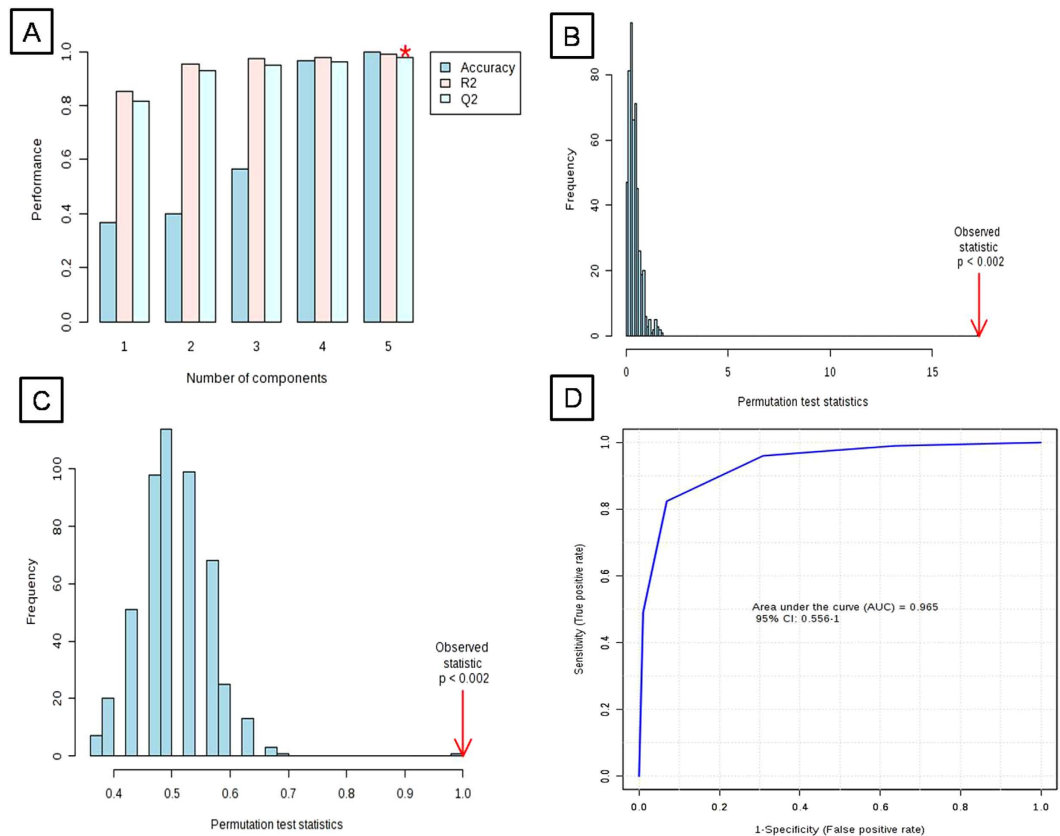 A
1.0
0.8
0.6
0.4
0.2
0.0
Performance
*
Accuracy
R2
Q2
1 2 3 4 5
Number of components
B
80
60
40
20
0
Frequency
Observed
statistic
p < 0.002
0 5 10 15
Permutation test statistics
C
100
80
60
40
20
0
Frequency
Observed
statistic
p < 0.002
0.4 0.5 0.6 0.7 0.8 0.9 1.0
Permutation test statistics
D
1.0
0.8
0.6
0.4
0.2
0.0
Sensitivity (True positive rate)
Area under the curve (AUC) = 0.965
95% CI: 0.556-1
0.0 0.2 0.4 0.6 0.8 1.0
1-Specificity (False positive rate)